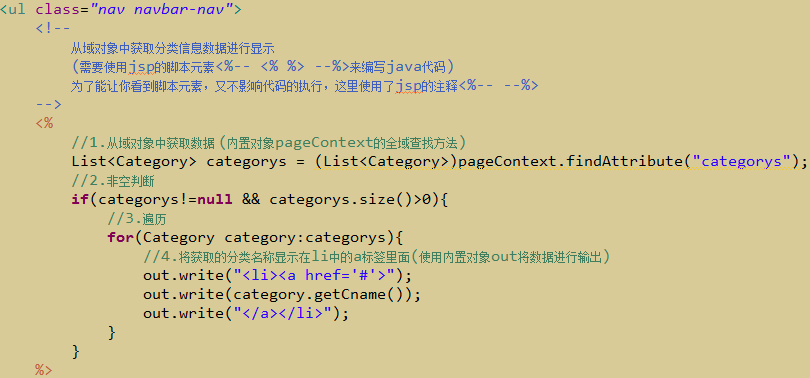 <ul class="nav navbar-nav">
<!--
从域对象中获取分类信息数据进行显示
(需要使用jsp的脚本元素<%-- <% %> --%>来编写java代码)
为了能让你看到脚本元素，又不影响代码的执行，这里使用了jsp的注释<%-- --%>
-->
<%
//1.从域对象中获取数据(内置对象pageContext的全域查找方法)
List<Category> categorys = (List<Category>)pageContext.findAttribute("categorys");
//2.非空判断
if(categorys!=null && categorys.size()>0){
//3.遍历
for(Category category:categorys){
//4.将获取的分类名称显示在li中的a标签里面(使用内置对象out将数据进行输出)
out.write("<li><a href='#'>");
out.write(category.getCname());
out.write("</a></li>");
}
}
%>